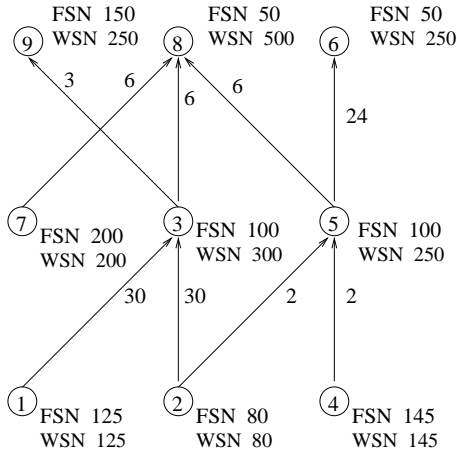 9 FSN 150 WSN 250
8 FSN 50 WSN 500
6 FSN 50 WSN 250
3
6
6
6
24
7 FSN 200 WSN 200
3 FSN 100 WSN 300
5 FSN 100 WSN 250
30
30
2
2
1 FSN 125 WSN 125
2 FSN 80 WSN 80
4 FSN 145 WSN 145